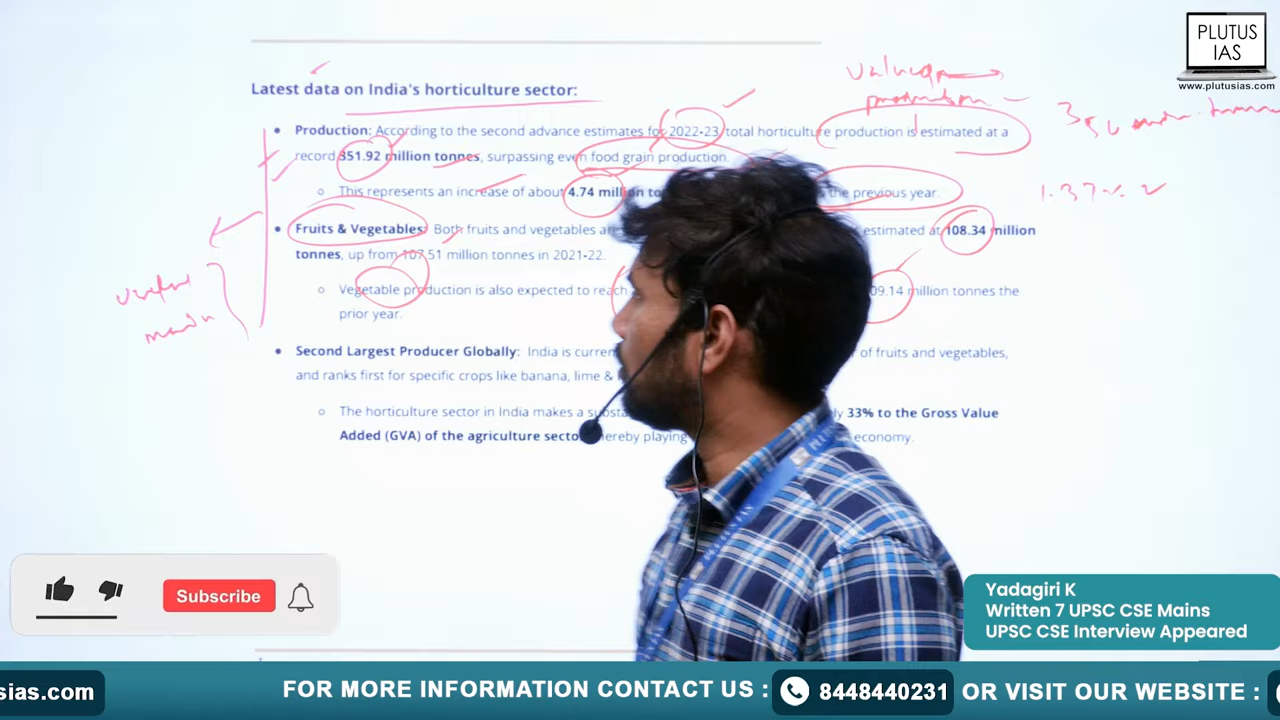 PLUTUS
IAS
www.plutusias.com
Latest data on India's horticulture sector:
Production: According to the second advance estimates for 2022-23, total horticulture production is estimated at a
record 351.92 million tonnes, surpassing even food grain production.
This represents an increase of about 4.74 million the previous year.
Fruits & Vegetables: Both fruits and vegetables are estimated at 108.34 million
tonnes, up from 107.51 million tonnes in 2021-22.
Vegetable production is also expected to reach 09.14 million tonnes the
prior year.
Second Largest Producer Globally: India is of fruits and vegetables,
and ranks first for specific crops like banana, lime &
The horticulture sector in India makes a 33% to the Gross Value
Added (GVA) of the agriculture sector playing economy.
value
production
1.37%
Subscribe
Yadagiri K
Written 7 UPSC CSE Mains
UPSC CSE Interview Appeared
sias.com
FOR MORE INFORMATION CONTACT US : 8448440231 OR VISIT OUR WEBSITE :